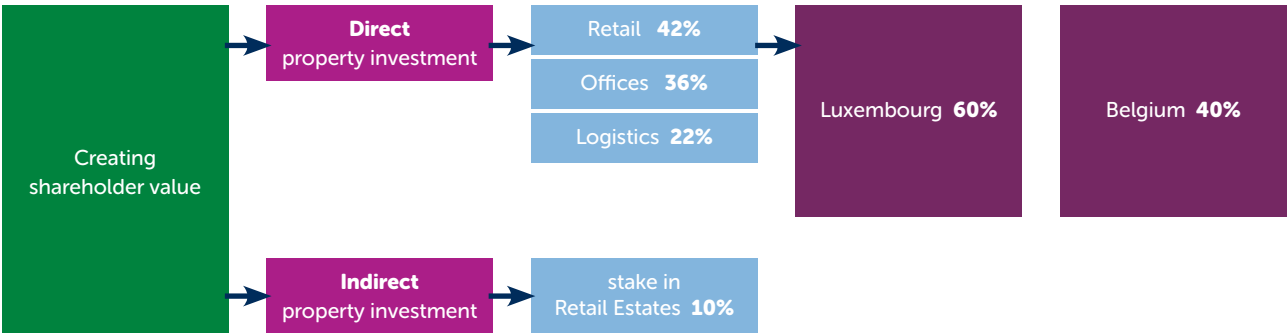 Creating
shareholder value
Direct
property investment
Retail 42%
Offices 36%
Logistics 22%
Luxembourg 60%
Belgium 40%
Indirect
property investment
stake in
Retail Estates 10%